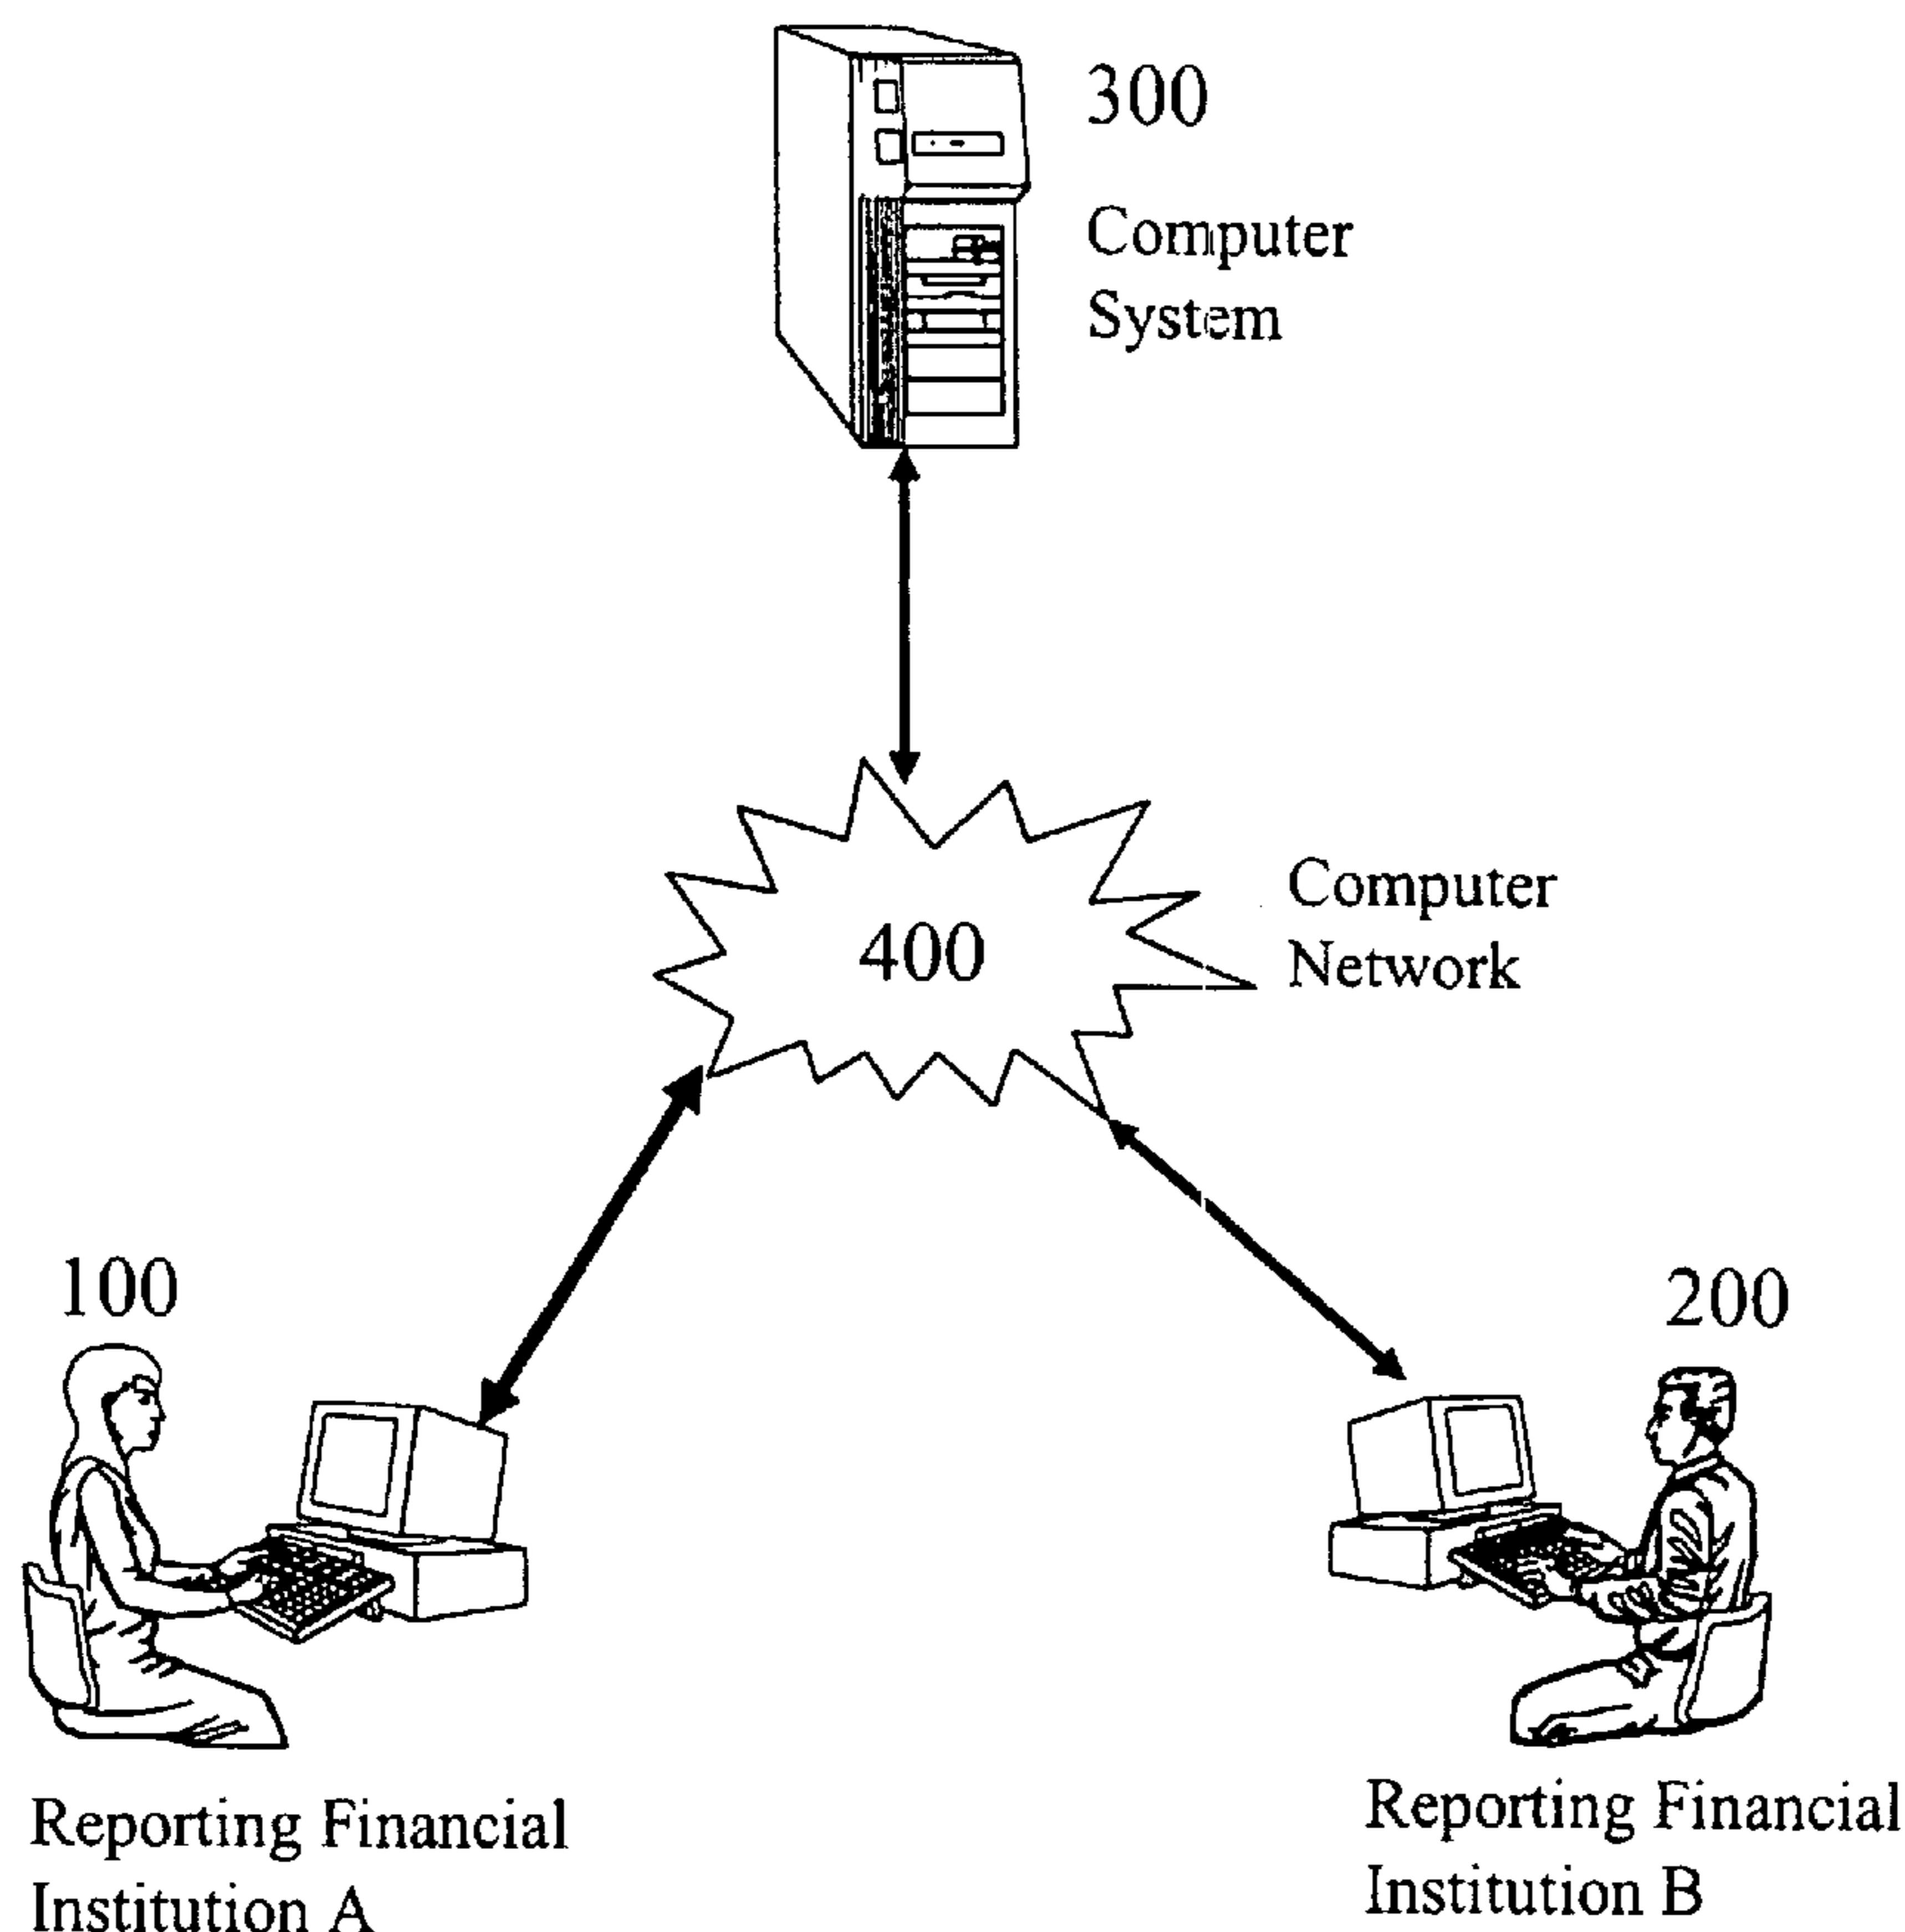 300
Computer
System
Computer
Network
400
100
200
Reporting Financial
Institution A
Reporting Financial
Institution B